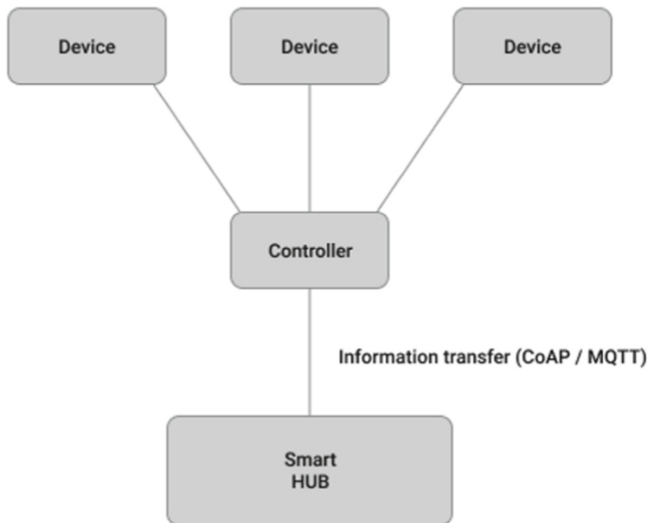 Device
Device
Device
Controller
Information transfer (CoAP / MQTT)
Smart
HUB